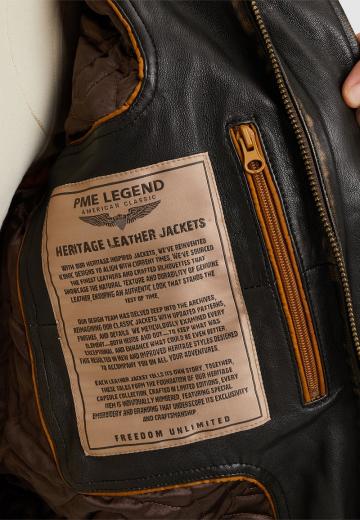 PME LEGEND
AMERICAN CLASSIC
HERITAGE LEATHER JACKETS
WITH OUR HERITAGE INSPIRED JACKETS, WE'VE REINVENTED
ICONIC DESIGNS TO ALIGN WITH CURRENT TIMES. WE'VE SOURCED
THE FINEST LEATHERS AND CRAFTED SILHOUETTES THAT
SHOWCASE THE NATURAL TEXTURE AND DURABILITY OF GENUINE
LEATHER, ENSURING AN AUTHENTIC LOOK THAT STANDS THE
TEST OF TIME.
OUR DESIGN TEAM HAS DELVED DEEP INTO THE ARCHIVES,
REIMAGINING OUR CLASSIC JACKETS WITH UPDATED PATTERNS,
FINISHES, AND DETAILS. WE METICULOUSLY EXAMINED EVERY
ELEMENT—BOTH INSIDE AND OUT—TO KEEP WHAT WAS
EXCEPTIONAL AND ENHANCE WHAT COULD BE EVEN BETTER.
THIS RESULTED IN NEW AND IMPROVED HERITAGE STYLES DESIGNED
TO ACCOMPANY YOU ON ALL YOUR ADVENTURES.
EACH LEATHER JACKET TELLS ITS OWN STORY. TOGETHER,
THESE TALES FORM THE FOUNDATION OF OUR HERITAGE
CAPSULE COLLECTION. CRAFTED IN LIMITED EDITIONS, EVERY
ITEM IS INDIVIDUALLY NUMBERED, FEATURING SPECIAL
EMBROIDERY AND BRANDING THAT UNDERSCORE ITS EXCLUSIVITY
AND CRAFTSMANSHIP.
FREEDOM UNLIMITED